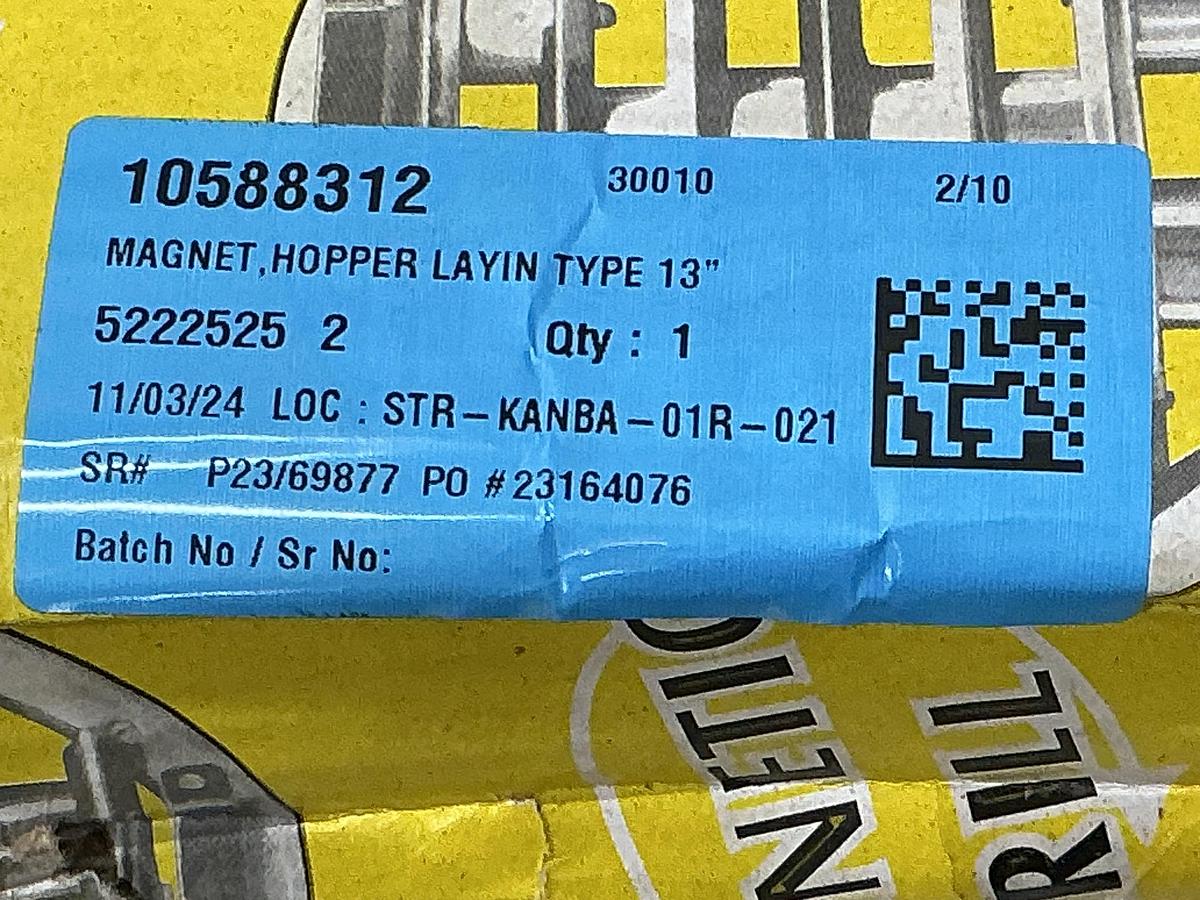 10588312 30010 2/10
MAGNET,HOPPER LAYIN TYPE 13"
5222525 2 Qty : 1
11/03/24 LOC : STR-KANBA-01R-021
SR# P23/69877 PO #23164076
Batch No / Sr No: